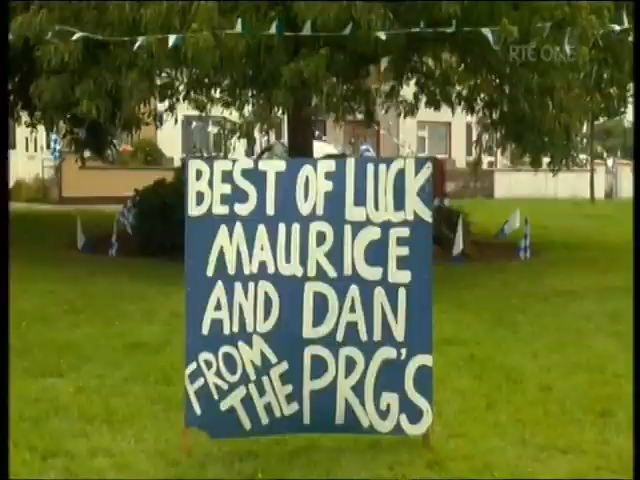 RTÉ ONE
BEST OF LUCK
MAURICE
AND DAN
FROM THE PRG'S